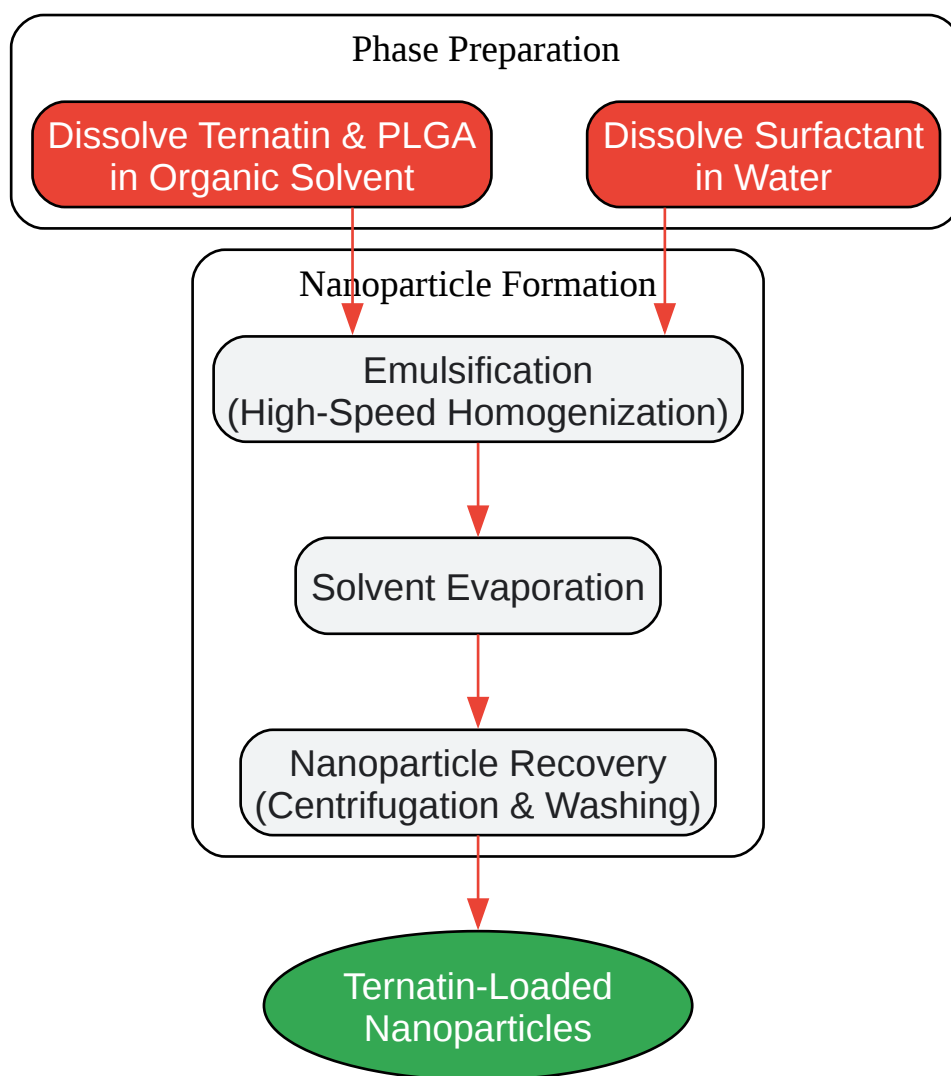 Phase Preparation
Dissolve Ternatin & PLGA
in Organic Solvent
Dissolve Surfactant
in Water
Nanoparticle Formation
Emulsification
(High-Speed Homogenization)
Solvent Evaporation
Nanoparticle Recovery
(Centrifugation & Washing)
Ternatin-Loaded
Nanoparticles